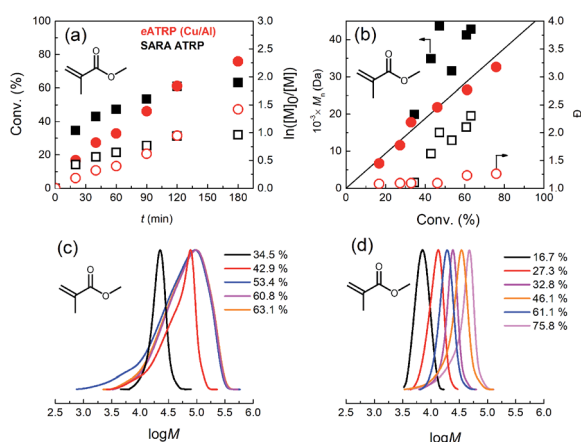 (a)
eATRP (Cu/Al)
SARA ATRP
O
O
Conv. (%)
100
80
60
40
20
0
ln([M]0/[M])
3.0
2.5
2.0
1.5
1.0
0.5
0.0
0 30 60 90 120 150 180
t (min)
(b)
O
O
10-3× Mn (Da)
40
35
30
25
20
15
10
5
0
Đ
4.0
3.5
3.0
2.5
2.0
1.5
1.0
0 20 40 60 80 100
Conv. (%)
(c)
O
O
34.5 %
42.9 %
53.4 %
60.8 %
63.1 %
2.5 3.0 3.5 4.0 4.5 5.0 5.5 6.0
logM
(d)
O
O
16.7 %
27.3 %
32.8 %
46.1 %
61.1 %
75.8 %
2.5 3.0 3.5 4.0 4.5 5.0 5.5 6.0
logM